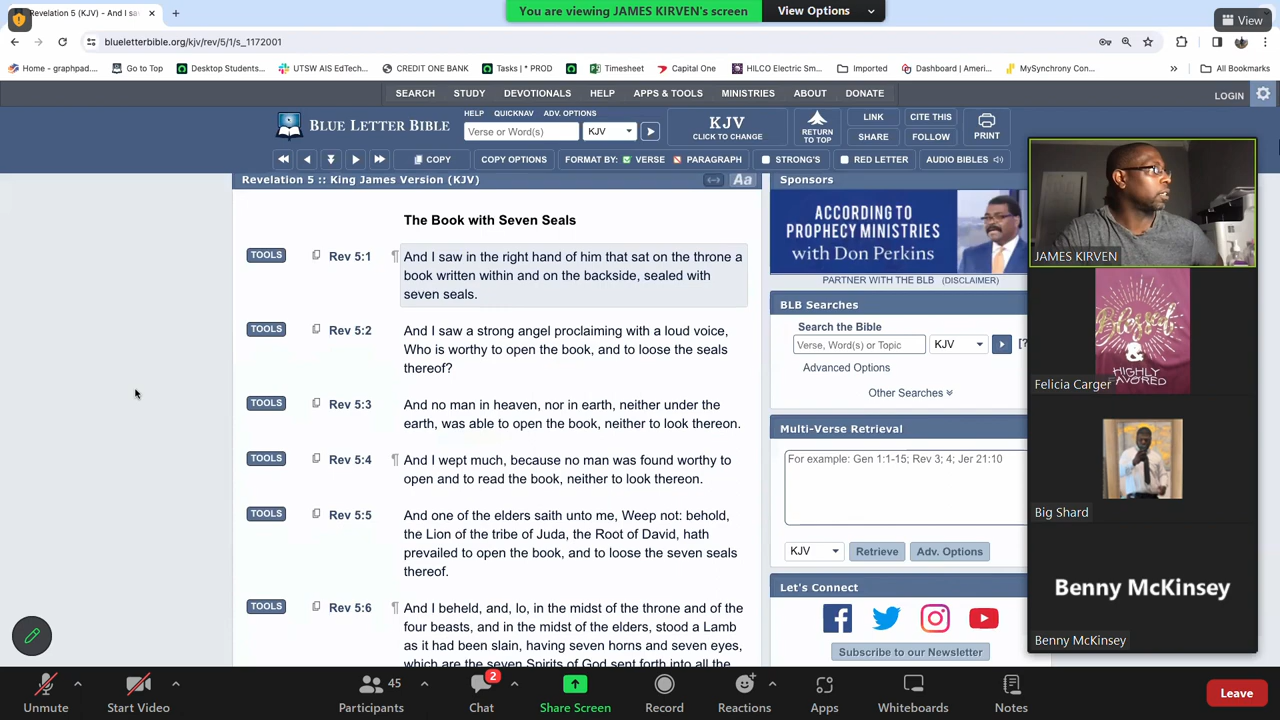 Revelation 5 (KJV) - And I sa
You are viewing JAMES KIRVEN's screen
View Options
View
blueletterbible.org/kjv/rev/5/1/s_1172001
Home - graphpad....
Go to Top
Desktop Students...
UTSW AIS EdTech...
CREDIT ONE BANK
Tasks | * PROD
Timesheet
Capital One
HILCO Electric Sm...
Imported
Dashboard | Ameri...
MySynchrony Con...
All Bookmarks
SEARCH STUDY DEVOTIONALS HELP APPS & TOOLS MINISTRIES ABOUT DONATE
LOGIN
BLUE LETTER BIBLE
HELP QUICKNAV ADV. OPTIONS
Verse or Word(s)
KJV
KJV
CLICK TO CHANGE
RETURN
TO TOP
LINK
SHARE
CITE THIS
FOLLOW
PRINT
COPY COPY OPTIONS FORMAT BY: VERSE PARAGRAPH STRONG'S RED LETTER AUDIO BIBLES
Revelation 5 :: King James Version (KJV)
Aa
The Book with Seven Seals
TOOLS Rev 5:1 ¶ And I saw in the right hand of him that sat on the throne a
book written within and on the backside, sealed with
seven seals.
TOOLS Rev 5:2 And I saw a strong angel proclaiming with a loud voice,
Who is worthy to open the book, and to loose the seals
thereof?
TOOLS Rev 5:3 And no man in heaven, nor in earth, neither under the
earth, was able to open the book, neither to look thereon.
TOOLS Rev 5:4 ¶ And I wept much, because no man was found worthy to
open and to read the book, neither to look thereon.
TOOLS Rev 5:5 And one of the elders saith unto me, Weep not: behold,
the Lion of the tribe of Juda, the Root of David, hath
prevailed to open the book, and to loose the seven seals
thereof.
TOOLS Rev 5:6 ¶ And I beheld, and, lo, in the midst of the throne and of the
four beasts, and in the midst of the elders, stood a Lamb
as it had been slain, having seven horns and seven eyes,
which are the seven Spirits of God sent forth into all the
Sponsors
ACCORDING TO
PROPHECY MINISTRIES
with Don Perkins
PARTNER WITH THE BLB (DISCLAIMER)
BLB Searches
Search the Bible
Verse, Word(s) or Topic
KJV
[?
Advanced Options
Other Searches
Multi-Verse Retrieval
For example: Gen 1:1-15; Rev 3; 4; Jer 21:10
KJV
Retrieve
Adv. Options
Let's Connect
Subscribe to our Newsletter
JAMES KIRVEN
Blessed
&
HIGHLY
FAVORED
Felicia Carger
Big Shard
Benny McKinsey
Benny McKinsey
Unmute
Start Video
45
Participants
2
Chat
Share Screen
Record
Reactions
Apps
Whiteboards
Notes
Leave